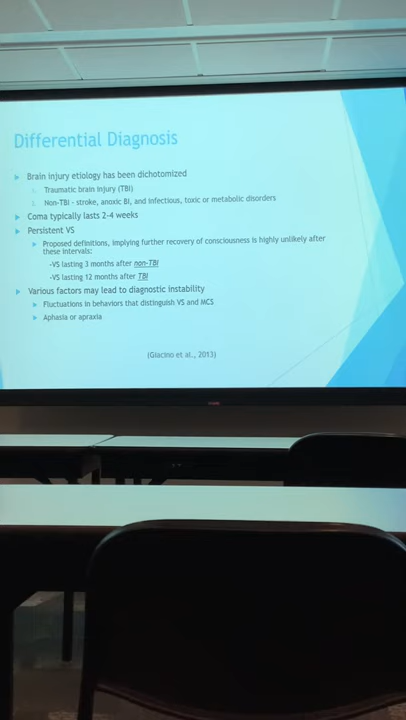 Differential Diagnosis
Brain injury etiology has been dichotomized
1. Traumatic brain injury (TBI)
2. Non-TBI - stroke, anoxic BI, and infectious, toxic or metabolic disorders
Coma typically lasts 2-4 weeks
Persistent VS
Proposed definitions, implying further recovery of consciousness is highly unlikely after
these intervals:
-VS lasting 3 months after non-TBI
-VS lasting 12 months after TBI
Various factors may lead to diagnostic instability
Fluctuations in behaviors that distinguish VS and MCS
Aphasia or apraxia
(Giacino et al., 2013)